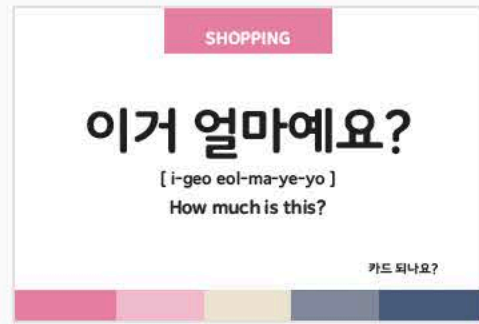 SHOPPING
이거 얼마예요?
[ i-geo eol-ma-ye-yo ]
How much is this?
카드 되나요?